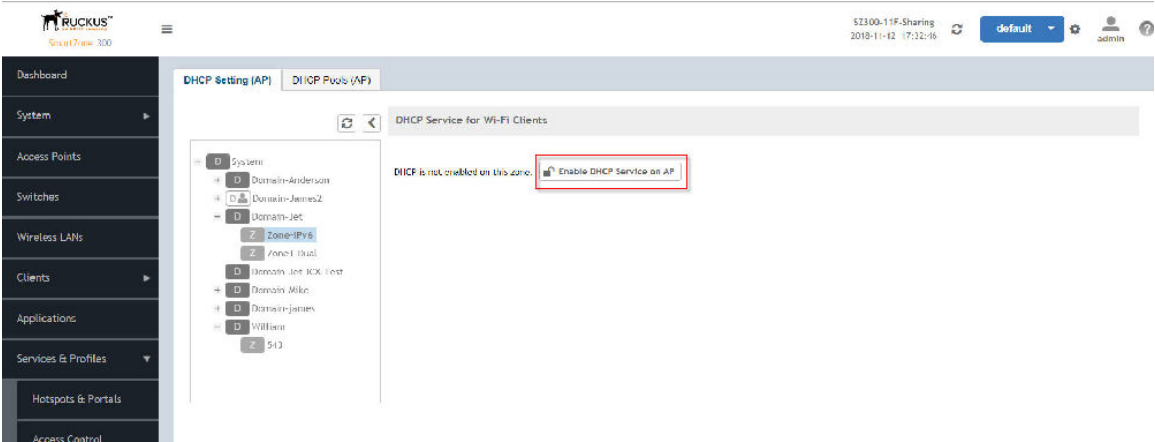 RUCKUS™
SmartZone 300
SZ300-11F-Sharing
2018-11-12 17:32:46
default
admin
Dashboard
System
Access Points
Switches
Wireless LANs
Clients
Applications
Services & Profiles
Hotspots & Portals
Access Control
DHCP Setting (AP)
DHCP Pools (AP)
D System
D Domain-Anderson
D Domain-James2
D Domain-Jet
Z Zone-IPv6
Z Zone1-Dual
D Domain-Jet-ICX-Test
D Domain-Mike
D Domain-james
D William
Z 543
DHCP Service for Wi-Fi Clients
DHCP is not enabled on this zone. Enable DHCP Service on AP